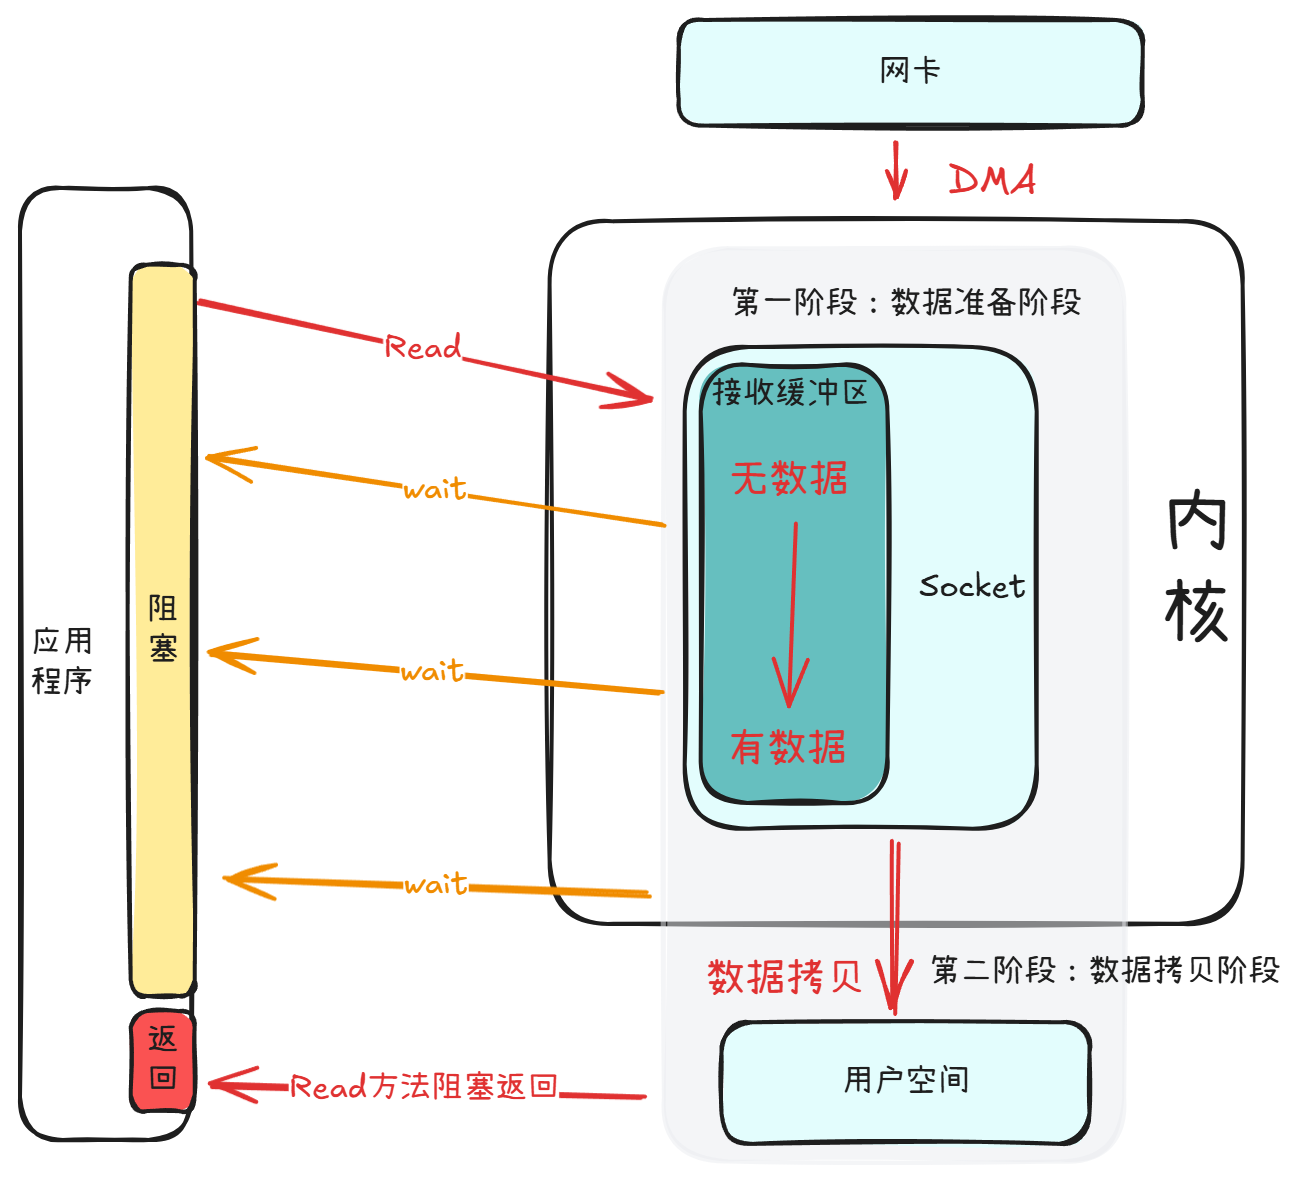 网卡
DMA
第一阶段：数据准备阶段
Read
接收缓冲区
无数据
wait
内
核
Socket
阻
塞
应用
程序
wait
有数据
wait
数据拷贝
第二阶段：数据拷贝阶段
返
回
Read方法阻塞返回
用户空间